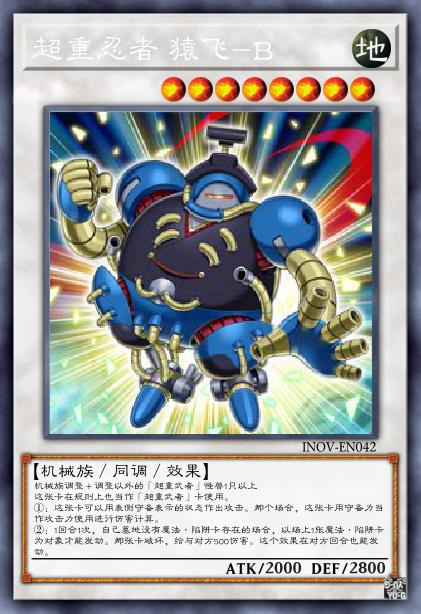 超重忍者 猿飞-B
地
INOV-EN042
【机械族／同调／效果】
机械族调整＋调整以外的「超重武者」怪兽1只以上
这张卡在规则上也当作「超重武者」卡使用。
①：这张卡可以用表侧守备表示的状态作出攻击。那个场合，这张卡用守备力当
作攻击力使用进行伤害计算。
②：1回合1次，自己墓地没有魔法·陷阱卡存在的场合，以场上1张魔法·陷阱卡
为对象才能发动。那张卡破坏，给与对方500伤害。这个效果在对方回合也能发
动。
ATK/2000 DEF/2800